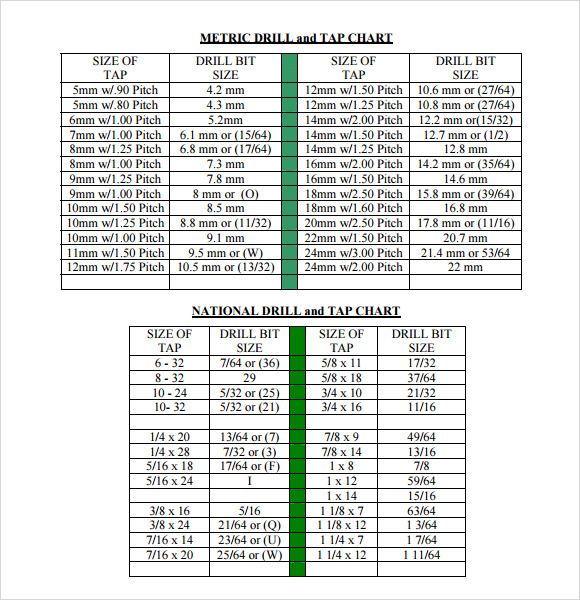 METRIC DRILL and TAP CHART
SIZE OF TAP DRILL BIT SIZE SIZE OF TAP DRILL BIT SIZE
5mm w/.90 Pitch 4.2 mm 12mm w/1.50 Pitch 10.6 mm or (27/64)
5mm w/.80 Pitch 4.3 mm 12mm w/1.25 Pitch 10.8 mm or (27/64)
6mm w/1.00 Pitch 5.2mm 14mm w/2.00 Pitch 12.2 mm or(15/32)
7mm w/1.00 Pitch 6.1 mm or (15/64) 14mm w/1.50 Pitch 12.7 mm or (1/2)
8mm w/1.25 Pitch 6.8 mm or (17/64) 14mm w/1.25 Pitch 12.8 mm
8mm w/1.00 Pitch 7.3 mm 16mm w/2.00 Pitch 14.2 mm or (35/64)
9mm w/1.25 Pitch 7.8 mm 16mm w/1.50 Pitch 14.6 mm
9mm w/1.00 Pitch 8 mm or (O) 18mm w/2.50 Pitch 15.8 mm or (39/64)
10mm w/1.50 Pitch 8.5 mm 18mm w/1.60 Pitch 16.8 mm
10mm w/1.25 Pitch 8.8 mm or (11/32) 20mm w/2.50 Pitch 17.8 mm or (11/16)
10mm w/1.00 Pitch 9.1 mm 22mm w/1.50 Pitch 20.7 mm
11mm w/1.50 Pitch 9.5 mm or (W) 24mm w/3.00 Pitch 21.4 mm or 53/64
12mm w/1.75 Pitch 10.5 mm or (13/32) 24mm w/2.00 Pitch 22 mm
NATIONAL DRILL and TAP CHART
SIZE OF TAP DRILL BIT SIZE SIZE OF TAP DRILL BIT SIZE
6 - 32 7/64 or (36) 5/8 x 11 17/32
8 - 32 29 5/8 x 18 37/64
10 - 24 5/32 or (25) 3/4 x 10 21/32
10- 32 5/32 or (21) 3/4 x 16 11/16
1/4 x 20 13/64 or (7) 7/8 x 9 49/64
1/4 x 28 7/32 or (3) 7/8 x 14 13/16
5/16 x 18 17/64 or (F) 1 x 8 7/8
5/16 x 24 I 1 x 12 59/64
1 x 14 15/16
3/8 x 16 5/16 1 1/8 x 7 63/64
3/8 x 24 21/64 or (Q) 1 1/8 x 12 1 3/64
7/16 x 14 23/64 or (U) 1 1/4 x 7 1 7/64
7/16 x 20 25/64 or (W) 1 1/4 x 12 1 11/64